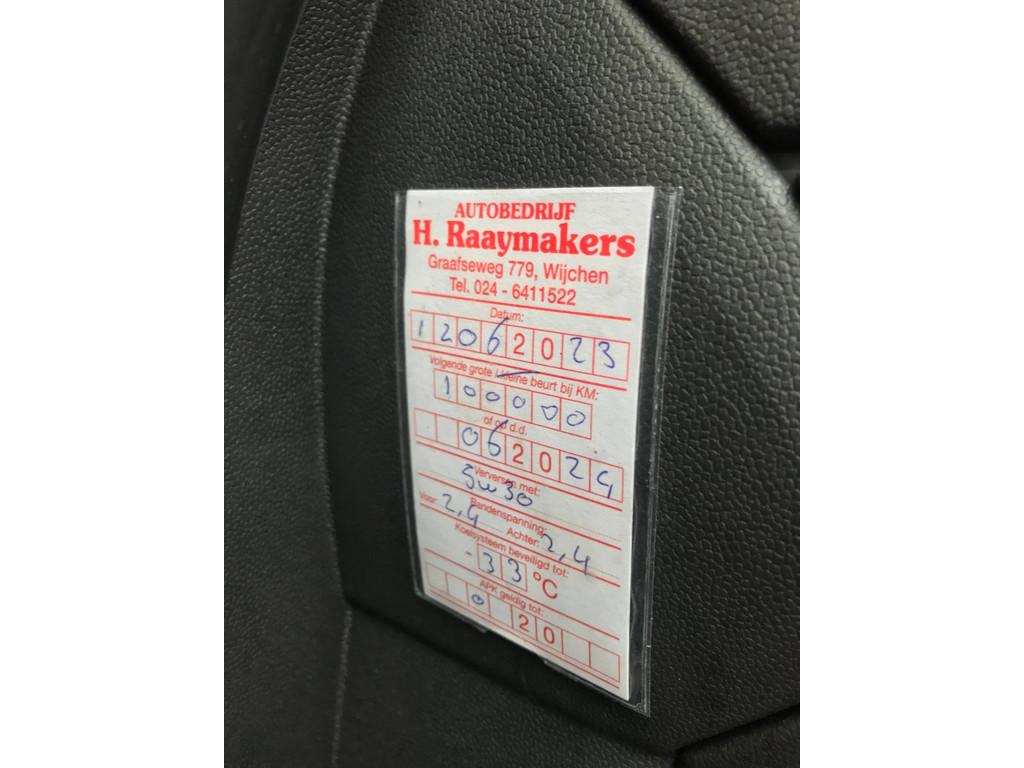 AUTOBEDRIJF
H. Raaymakers
Graafseweg 779, Wijchen
Tel. 024 - 6411522
Datum:
12062023
Volgende grote / kleine beurt bij KM:
100000
of op d.d.
062024
Verversen met:
5w30
Bandenspanning:
Voor: 2,4 Achter: 2,4
Koelsysteem beveiligd tot:
-33 °C
APK geldig tot:
0 20